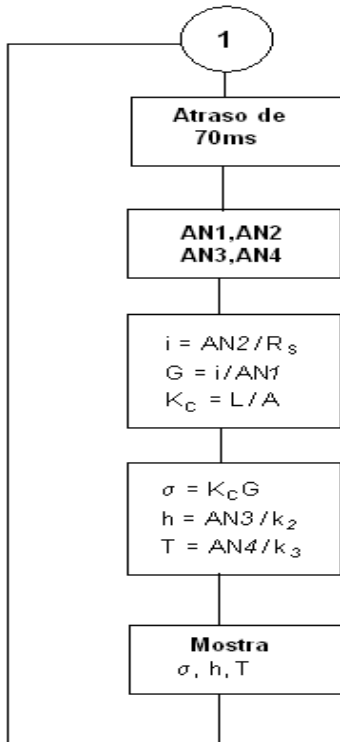 1
Atraso de
70ms
AN1,AN2
AN3,AN4
i = AN2/Rs
G = i/AN1
Kc = L/A
σ = KcG
h = AN3/k2
T = AN4/k3
Mostra
σ, h, T